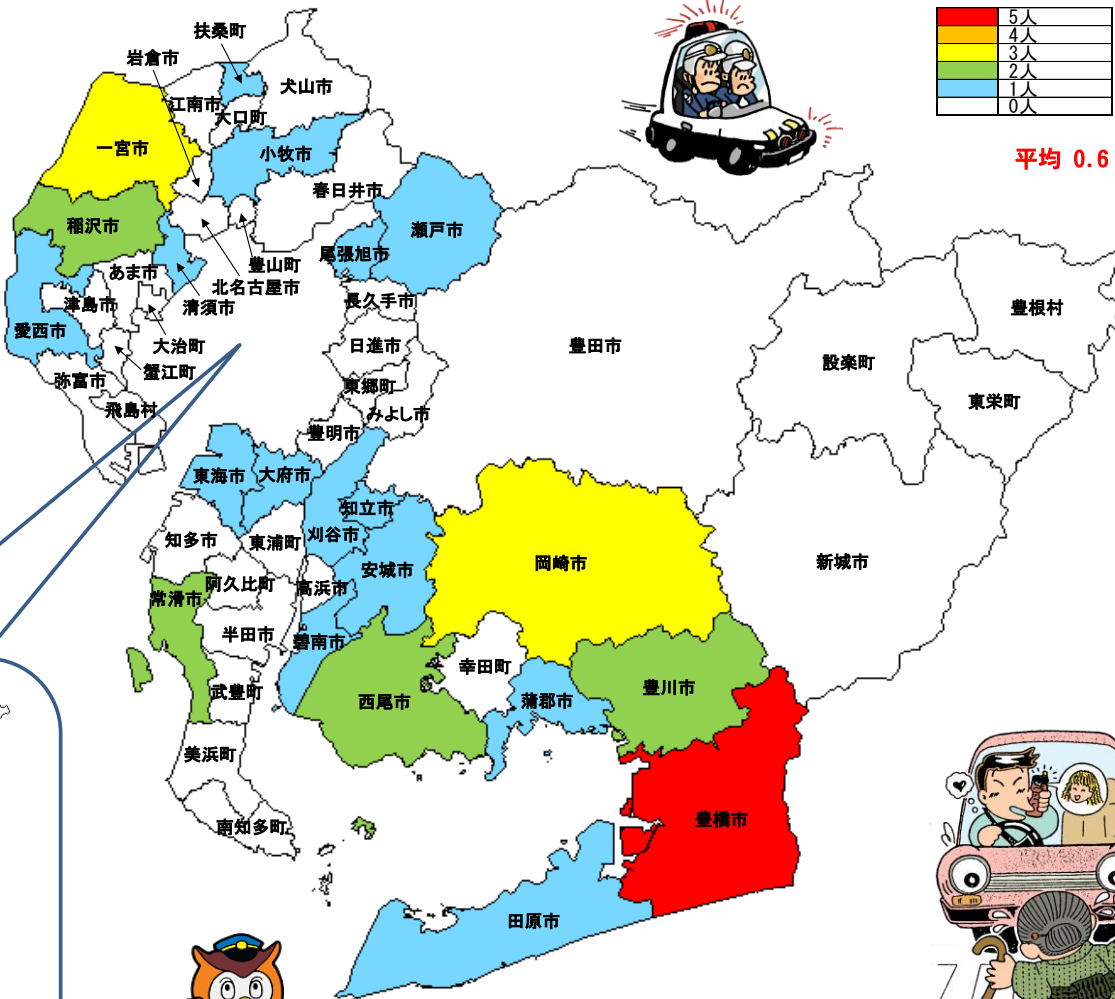 5人
4人
3人
2人
1人
0人
平均 0.6
扶桑町
岩倉市
犬山市
江南市
大口町
一宮市
小牧市
春日井市
稲沢市
瀬戸市
尾張旭市
豊山町
あま市
北名古屋市
長久手市
津島市
清須市
豊根村
愛西市
大治町
日進市
豊田市
設楽町
蟹江町
弥富市
東郷町
東栄町
飛島村
みよし市
豊明市
東海市
大府市
知立市
知多市
東浦町
刈谷市
岡崎市
新城市
安城市
阿久比町
高浜市
常滑市
半田市
碧南市
幸田町
武豊町
西尾市
蒲郡市
豊川市
美浜町
南知多町
豊橋市
田原市